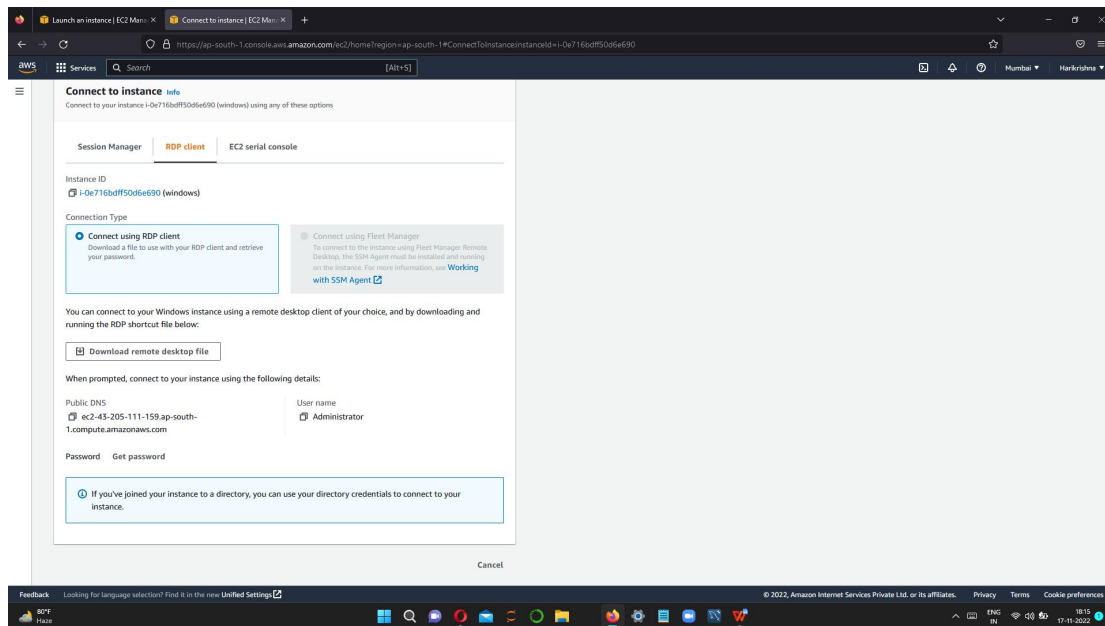 Launch an instance | EC2 Mana
Connect to instance | EC2 Mana
https://ap-south-1.console.aws.amazon.com/ec2/home?region=ap-south-1#ConnectToInstance:instanceId=i-0e716bdff50d6e690
aws
Services
Search
[Alt+S]
Mumbai
Harikrishna
Connect to instance Info
Connect to your instance i-0e716bdff50d6e690 (windows) using any of these options
Session Manager
RDP client
EC2 serial console
Instance ID
i-0e716bdff50d6e690 (windows)
Connection Type
Connect using RDP client
Download a file to use with your RDP client and retrieve
your password.
Connect using Fleet Manager
To connect to the instance using Fleet Manager Remote
Desktop, the SSM Agent must be installed and running
on the instance. For more information, see Working
with SSM Agent
You can connect to your Windows instance using a remote desktop client of your choice, and by downloading and
running the RDP shortcut file below:
Download remote desktop file
When prompted, connect to your instance using the following details:
Public DNS
ec2-43-205-111-159.ap-south-
1.compute.amazonaws.com
User name
Administrator
Password Get password
If you've joined your instance to a directory, you can use your directory credentials to connect to your
instance.
Cancel
Feedback
Looking for language selection? Find it in the new Unified Settings
© 2022, Amazon Internet Services Private Ltd. or its affiliates.
Privacy
Terms
Cookie preferences
80°F
Haze
ENG
IN
18:15
17-11-2022